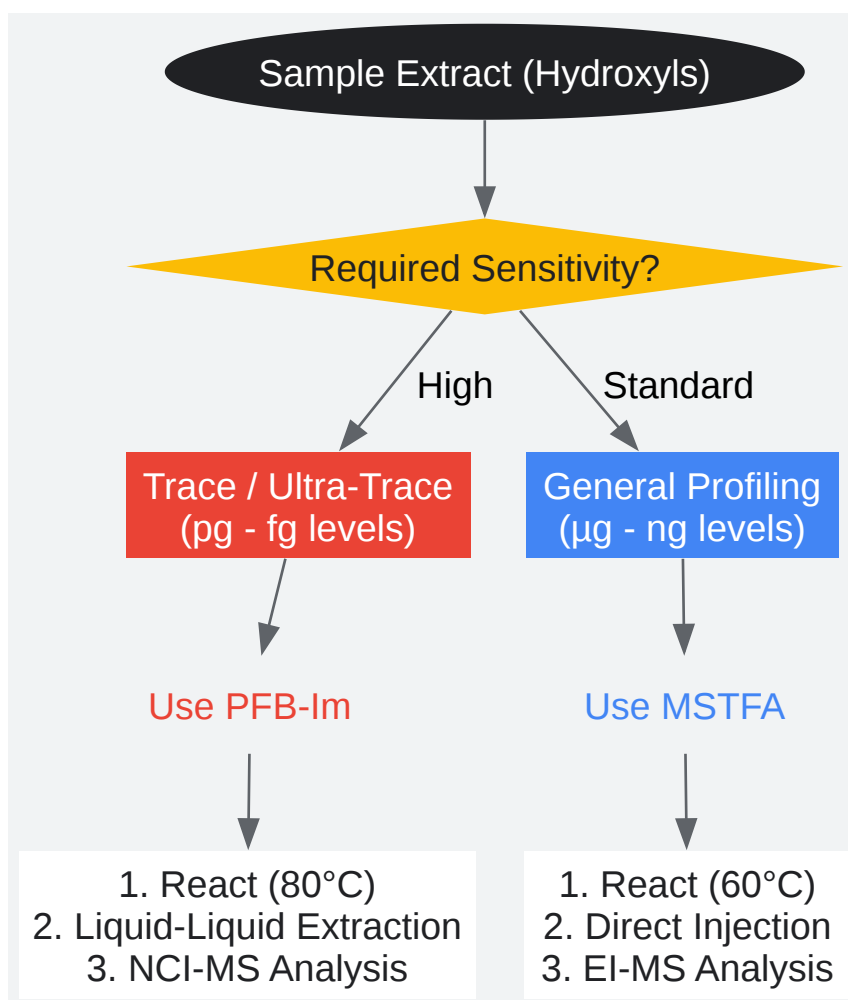 Sample Extract (Hydroxyls)
Required Sensitivity?
High
Standard
Trace / Ultra-Trace
(pg - fg levels)
General Profiling
(µg - ng levels)
Use PFB-Im
Use MSTFA
1. React (80°C)
2. Liquid-Liquid Extraction
3. NCI-MS Analysis
1. React (60°C)
2. Direct Injection
3. EI-MS Analysis